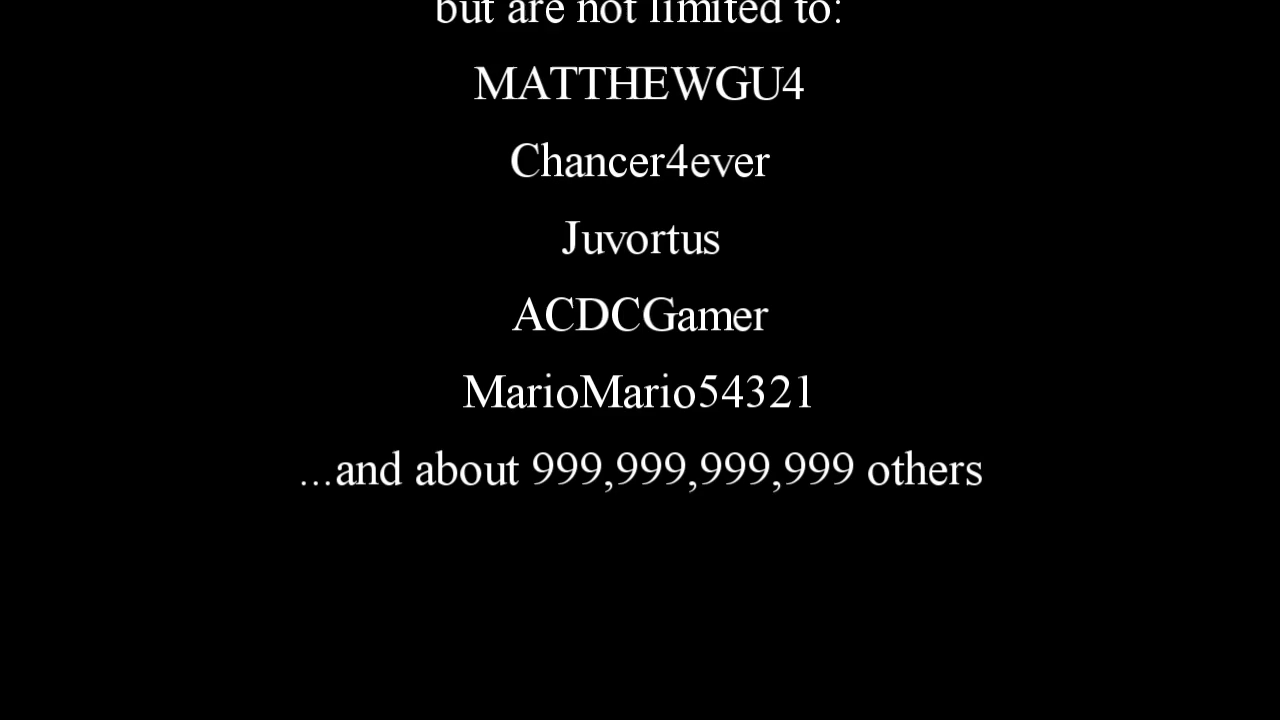 but are not limited to:
MATTHEWGU4
Chancer4ever
Juvortus
ACDCGamer
MarioMario54321
...and about 999,999,999,999 others